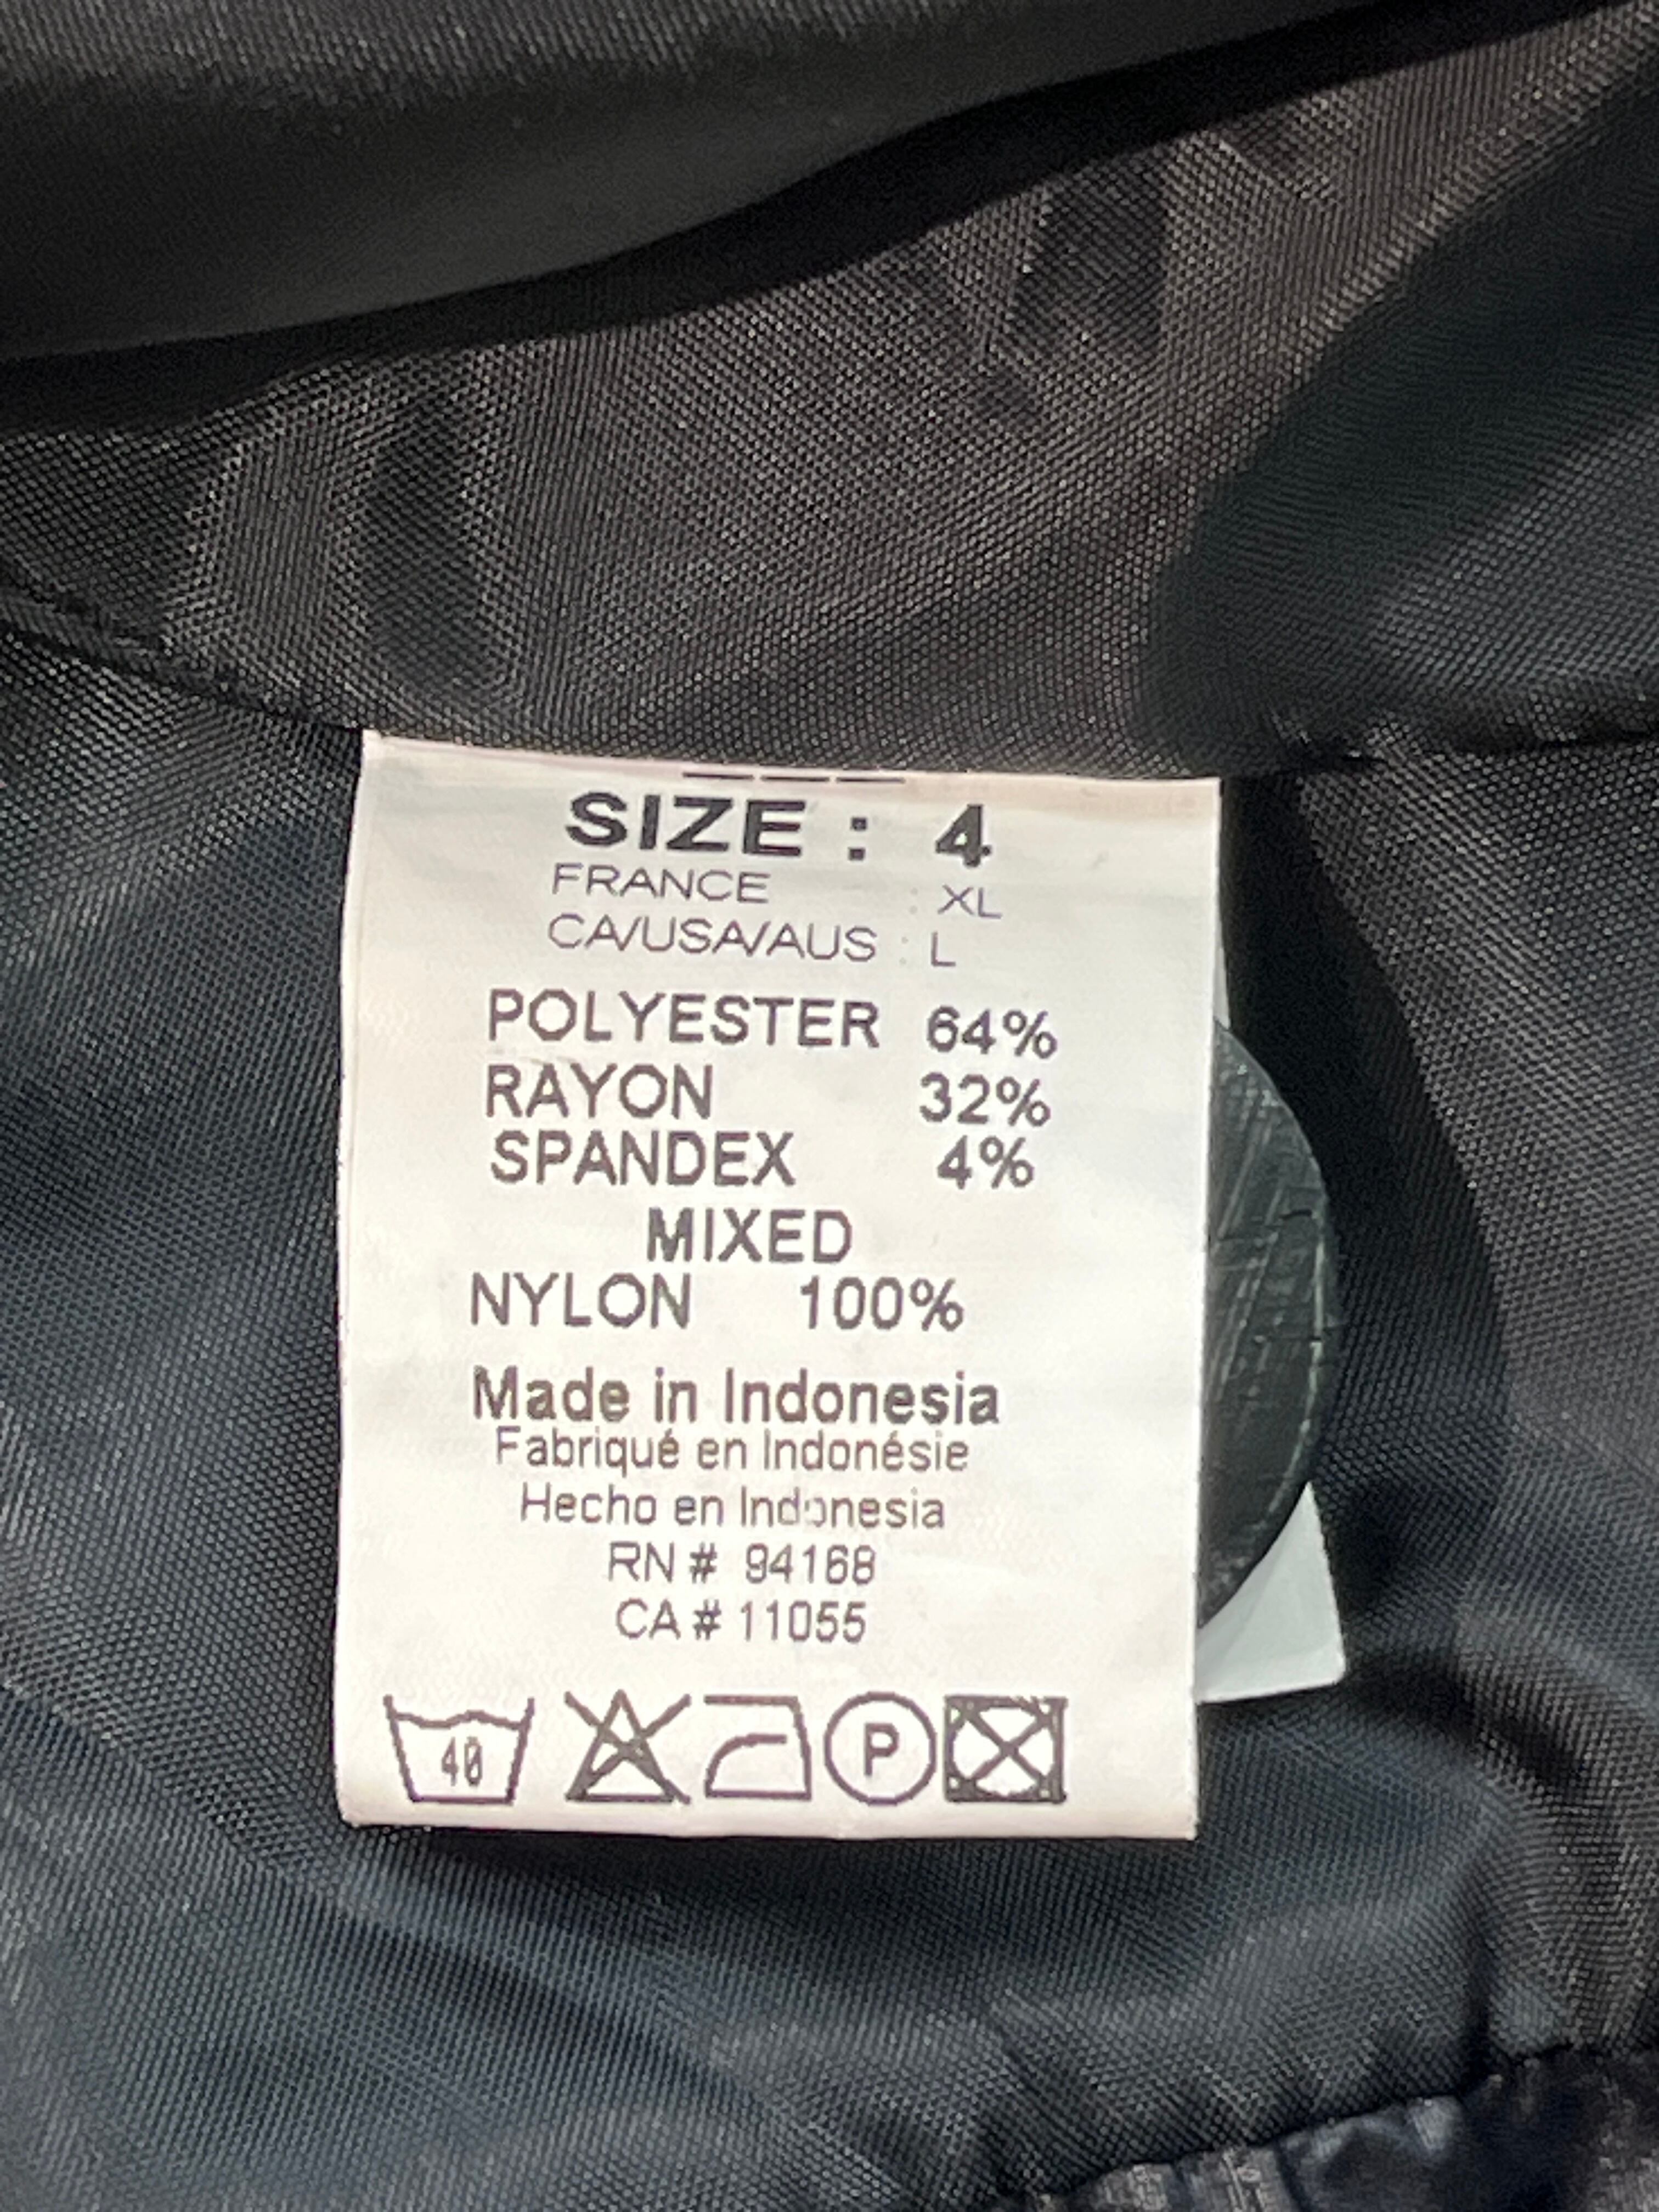 SIZE : 4
FRANCE : XL
CA/USA/AUS : L
POLYESTER 64%
RAYON 32%
SPANDEX 4%
MIXED
NYLON 100%
Made in Indonesia
Fabriqué en Indonésie
Hecho en Indonesia
RN # 94168
CA # 11055
40
P